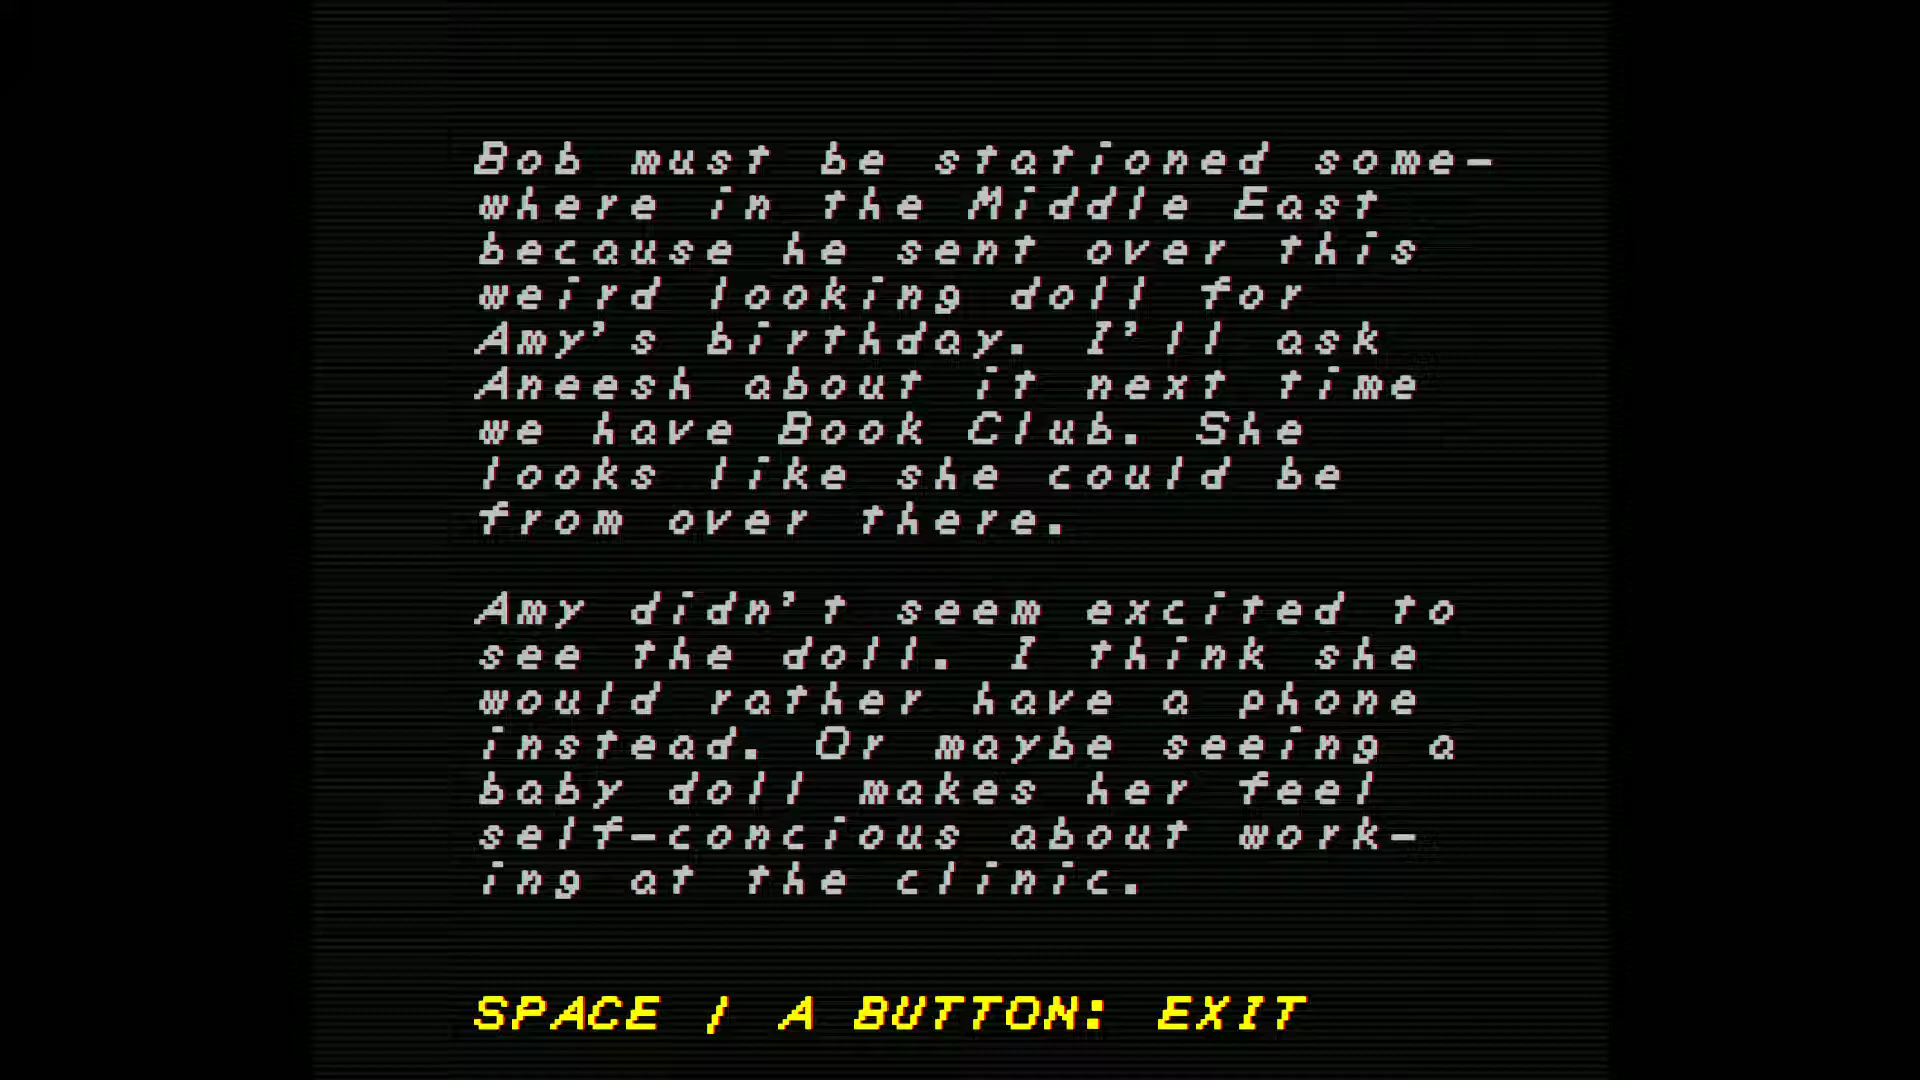 Bob must be stationed some-
where in the Middle East
because he sent over this
weird looking doll for
Amy's birthday. I'll ask
Aneesh about it next time
we have Book Club. She
looks like she could be
from over there.
Amy didn't seem excited to
see the doll. I think she
would rather have a phone
instead. Or maybe seeing a
baby doll makes her feel
self-concious about work-
ing at the clinic.
SPACE / A BUTTON: EXIT